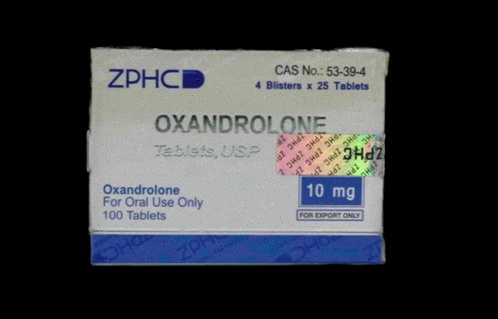 ZPHC
CAS No.: 53-39-4
4 Blisters x 25 Tablets
OXANDROLONE
Tablets, USP
ZPHC
Oxandrolone
For Oral Use Only
100 Tablets
10 mg
FOR EXPORT ONLY